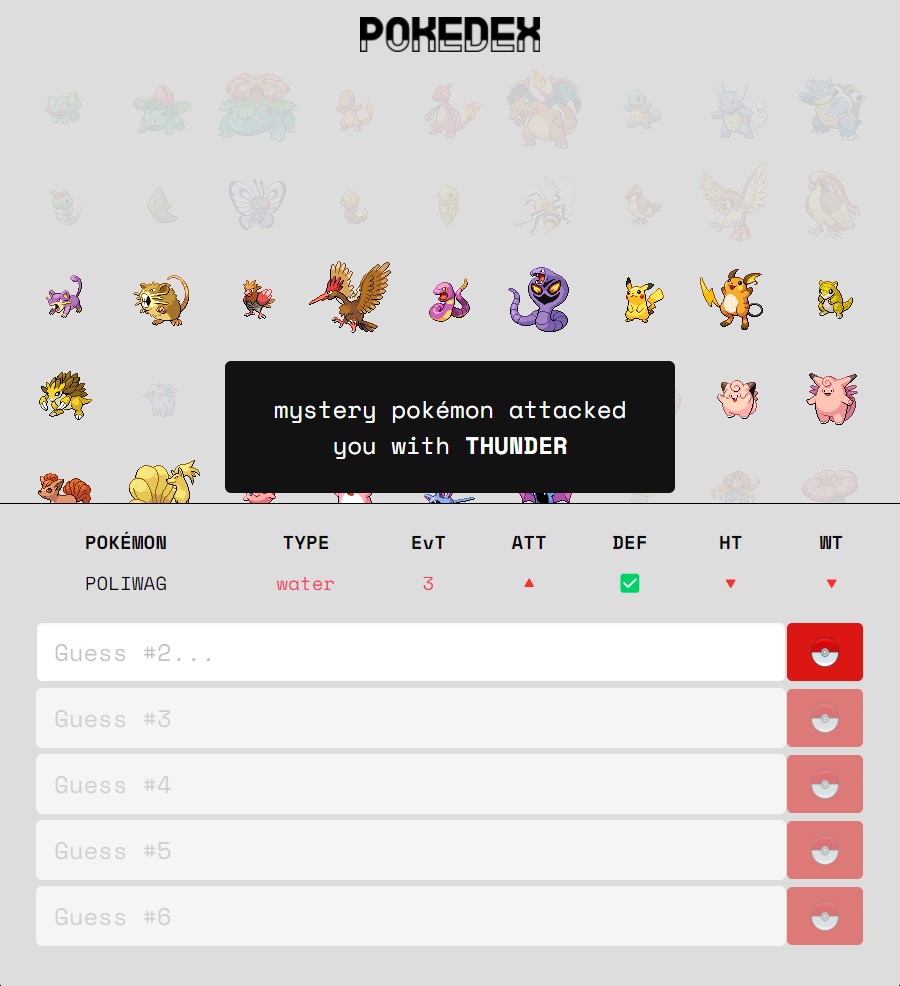 POKEDEX
mystery pokémon attacked
you with THUNDER
POKÉMON TYPE EvT ATT DEF HT WT
POLIWAG water 3
Guess #2...
Guess #3
Guess #4
Guess #5
Guess #6